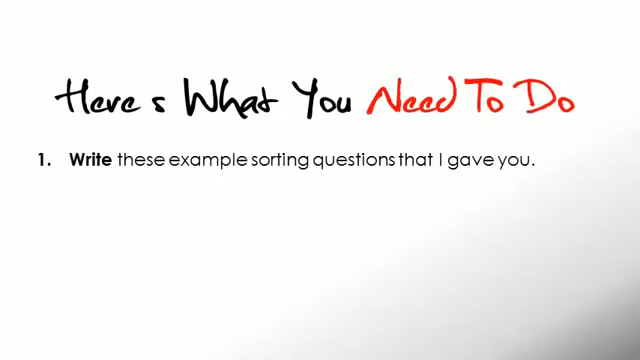 Here s What You Need To Do
1. Write these example sorting questions that I gave you.